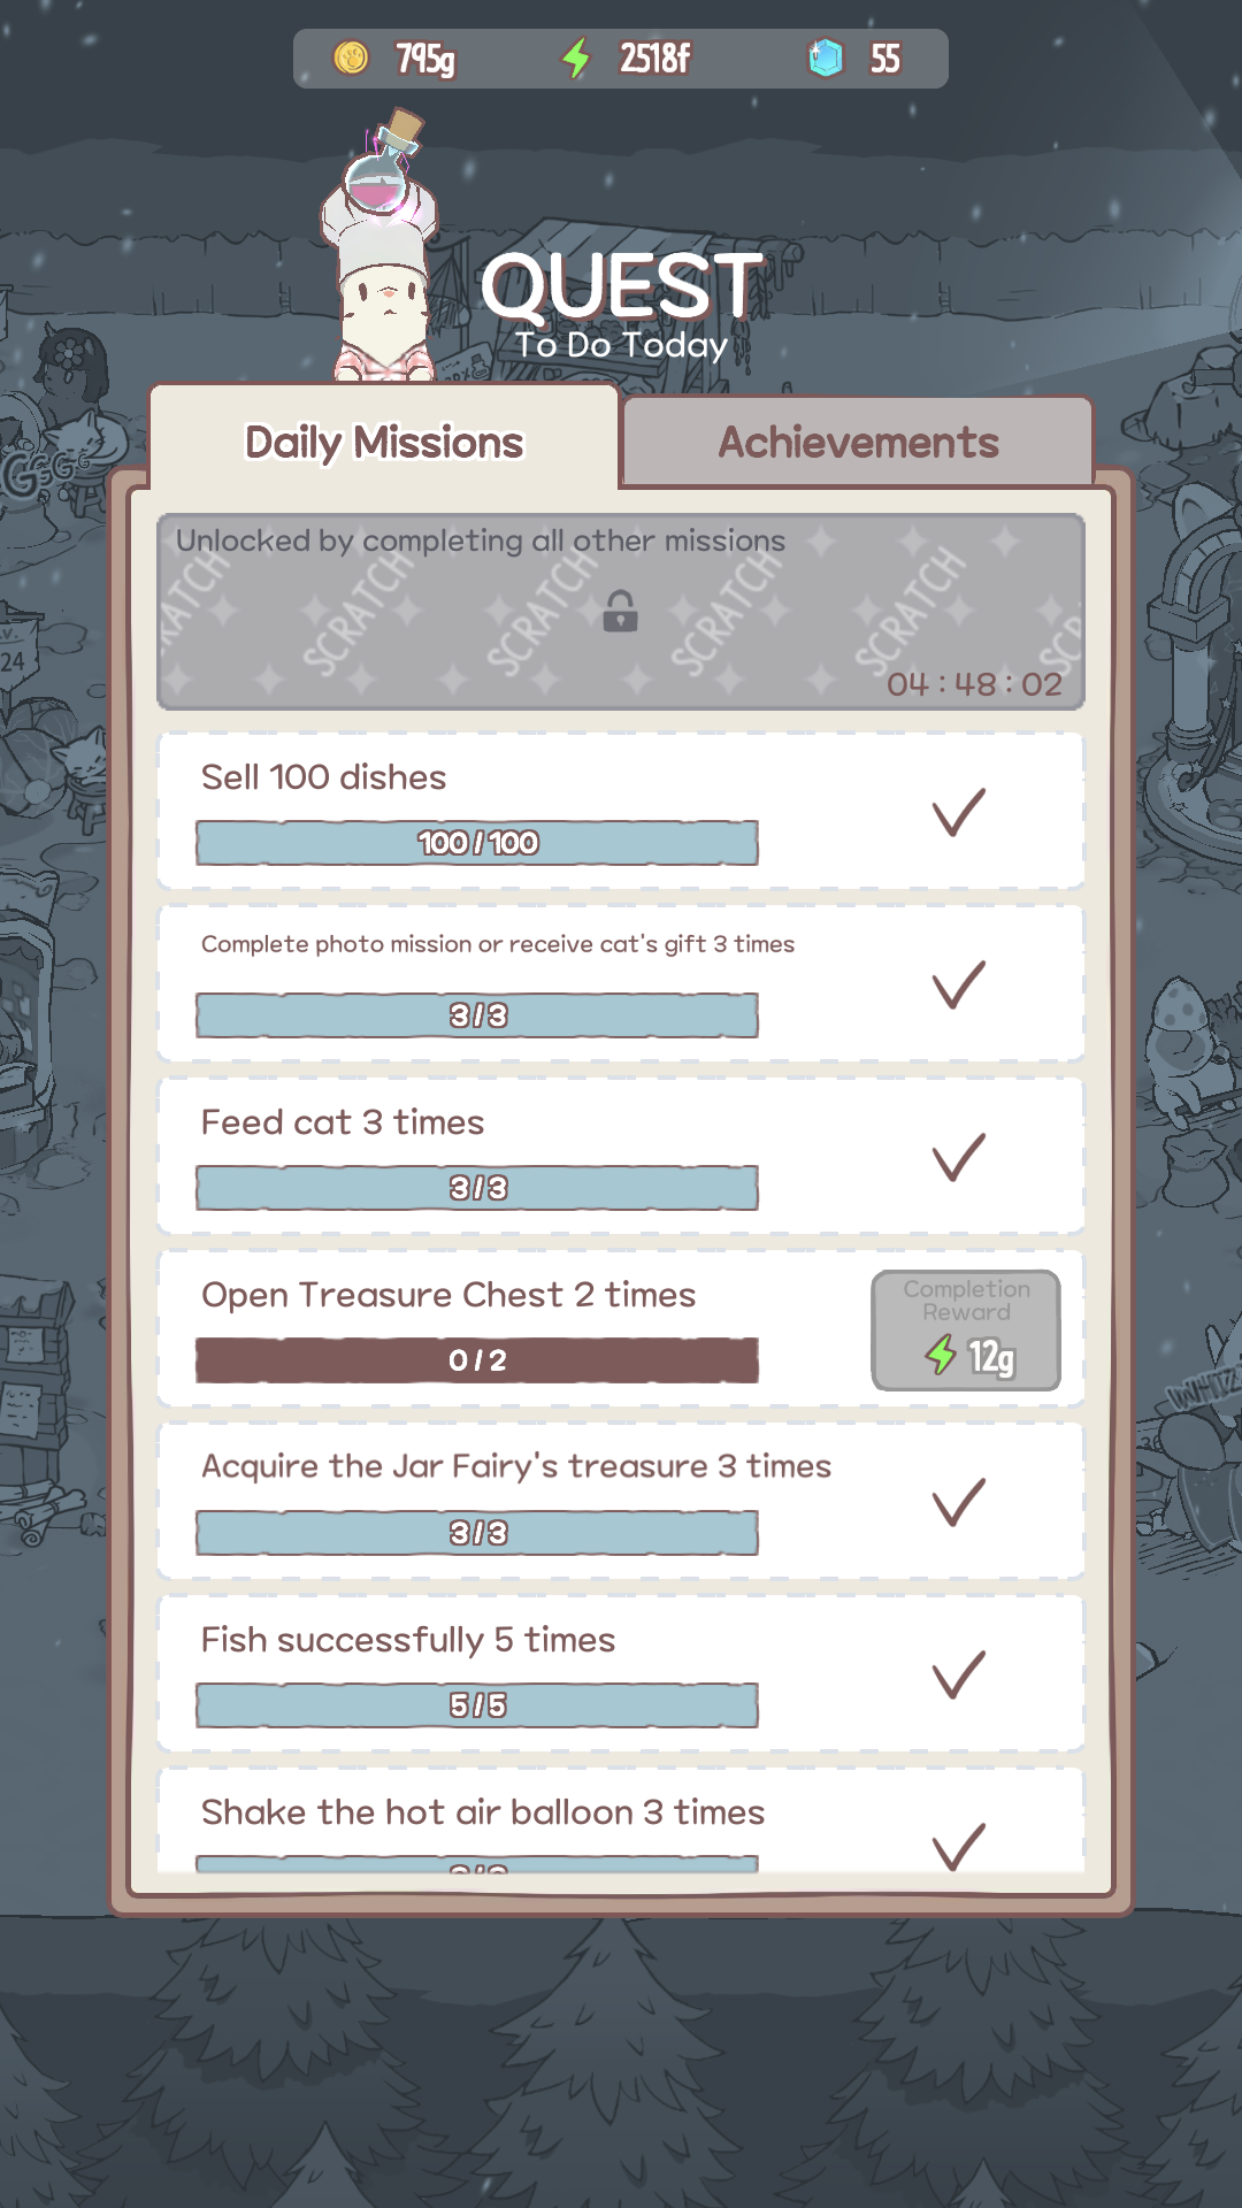 795g
2518f
55
QUEST
To Do Today
Daily Missions
Achievements
Unlocked by completing all other missions
SCRATCH
SCRATCH
SCRATCH
SCRATCH
04 : 48 : 02
Sell 100 dishes
100 / 100
Complete photo mission or receive cat's gift 3 times
3 / 3
Feed cat 3 times
3 / 3
Open Treasure Chest 2 times
0 / 2
Completion
Reward
12g
Acquire the Jar Fairy's treasure 3 times
3 / 3
Fish successfully 5 times
5 / 5
Shake the hot air balloon 3 times